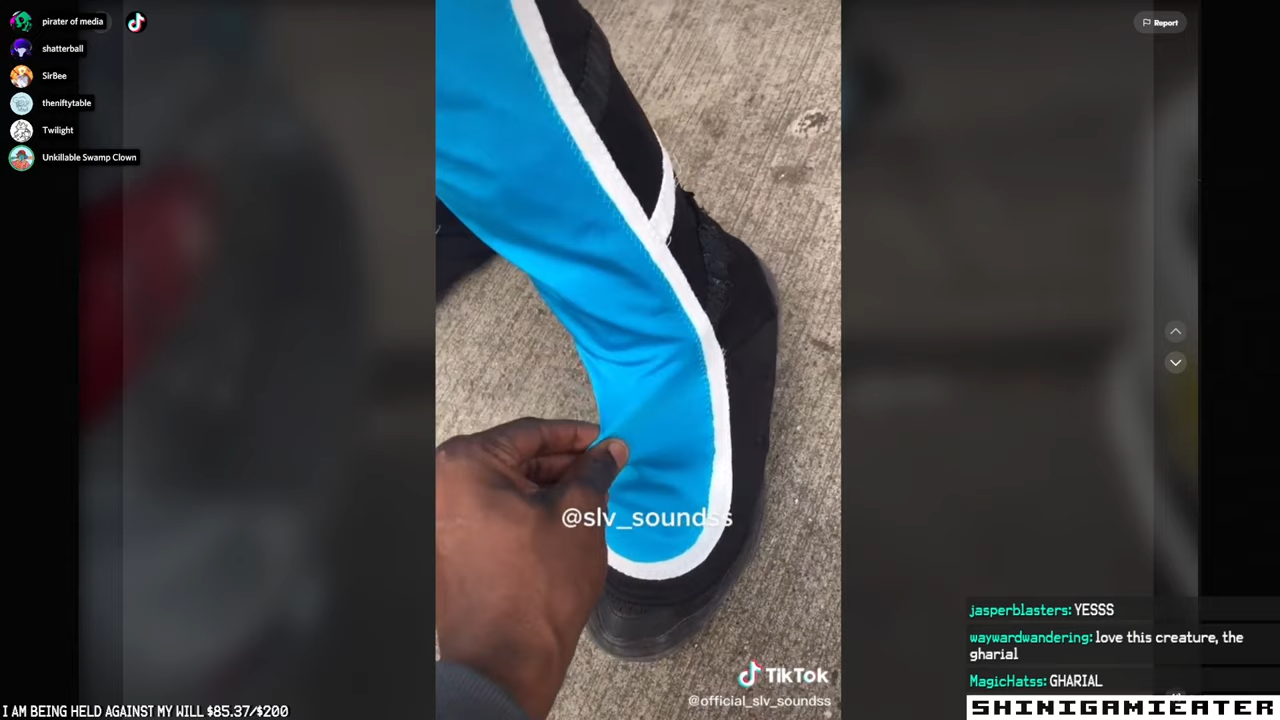 pirater of media
Report
shatterball
SirBee
theniftytable
Twilight
Unkillable Swamp Clown
@slv_soundss
jasperblasters: YESSS
waywardwandering: love this creature, the
gharial
TikTok
MagicHatss: GHARIAL
@official_slv_soundss
I AM BEING HELD AGAINST MY WILL $85.37/$200
SHINIGAMIEATER